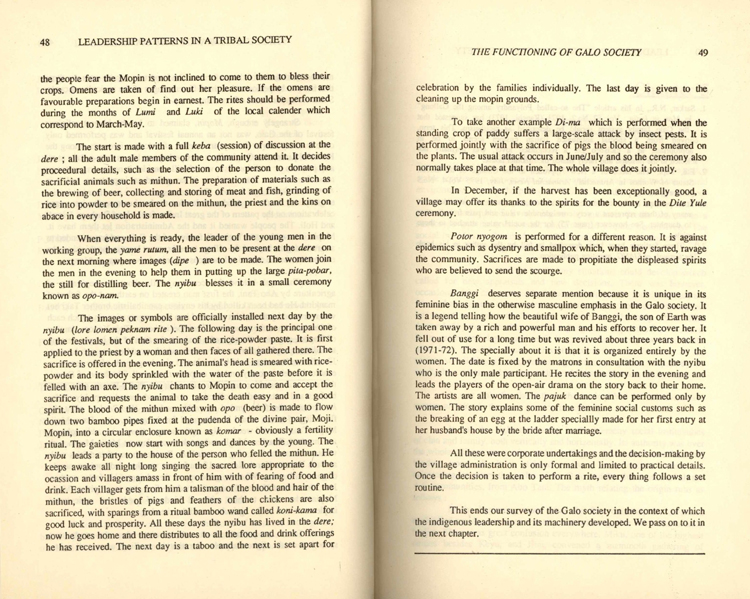 48 LEADERSHIP PATTERNS IN A TRIBAL SOCIETY
the people fear the Mopin is not inclined to come to them to bless their
crops. Omens are taken of find out her pleasure. If the omens are
favourable preparations begin in earnest. The rites should be performed
during the months of Lumi and Luki of the local calender which
correspond to March-May.
The start is made with a full keba (session) of discussion at the
dere ; all the adult male members of the community attend it. It decides
proceedural details, such as the selection of the person to donate the
sacrificial animals such as mithun. The preparation of materials such as
the brewing of beer, collecting and storing of meat and fish, grinding of
rice into powder to be smeared on the mithun, the priest and the kins on
abace in every household is made.
When everything is ready, the leader of the young men in the
working group, the yame rutum, all the men to be present at the dere on
the next morning where images (dipe ) are to be made. The women join
the men in the evening to help them in putting up the large pita-pobar,
the still for distilling beer. The nyibu blesses it in a small ceremony
known as opo-nam.
The images or symbols are officially installed next day by the
nyibu (lore lomen peknam rite ). The following day is the principal one
of the festivals, but of the smearing of the rice-powder paste. It is first
applied to the priest by a woman and then faces of all gathered there. The
sacrifice is offered in the evening. The animal's head is smeared with rice-
powder and its body sprinkled with the water of the paste before it is
felled with an axe. The nyibu chants to Mopin to come and accept the
sacrifice and requests the animal to take the death easy and in a good
spirit. The blood of the mithun mixed with opo (beer) is made to flow
down two bamboo pipes fixed at the pudenda of the divine pair, Moji.
Mopin, into a circular enclosure known as komar - obviously a fertility
ritual. The gaieties now start with songs and dances by the young. The
nyibu leads a party to the house of the person who felled the mithun. He
keeps awake all night long singing the sacred lore appropriate to the
ocassion and villagers amass in front of him with of fearing of food and
drink. Each villager gets from him a talisman of the blood and hair of the
mithun, the bristles of pigs and feathers of the chickens are also
sacrificed, with sparings from a ritual bamboo wand called koni-kama for
good luck and prosperity. All these days the nyibu has lived in the dere;
now he goes home and there distributes to all the food and drink offerings
he has received. The next day is a taboo and the next is set apart for
THE FUNCTIONING OF GALO SOCIETY 49
celebration by the families individually. The last day is given to the
cleaning up the mopin grounds.
To take another example Di-ma which is performed when the
standing crop of paddy suffers a large-scale attack by insect pests. It is
performed jointly with the sacrifice of pigs the blood being smeared on
the plants. The usual attack occurs in June/July and so the ceremony also
normally takes place at that time. The whole village does it jointly.
In December, if the harvest has been exceptionally good, a
village may offer its thanks to the spirits for the bounty in the Dite Yule
ceremony.
Potor nyogom is performed for a different reason. It is against
epidemics such as dysentry and smallpox which, when they started, ravage
the community. Sacrifices are made to propitiate the displeased spirits
who are believed to send the scourge.
Banggi deserves separate mention because it is unique in its
feminine bias in the oherwise masculine emphasis in the Galo society. It
is a legend telling how the beautiful wife of Banggi, the son of Earth was
taken away by a rich and powerful man and his efforts to recover her. It
fell out of use for a long time but was revived about three years back in
(1971-72). The specially about it is that it is organized entirely by the
women. The date is fixed by the matrons in consultation with the nyibu
who is the only male participant. He recites the story in the evening and
leads the players of the open-air drama on the story back to their home.
The artists are all women. The pajuk dance can be performed only by
women. The story explains some of the feminine social customs such as
the breaking of an egg at the ladder speciallly made for her first entry at
her husband's house by the bride after marriage.
All these were corporate undertakings and the decision-making by
the village administration is only formal and limited to practical details.
Once the decision is taken to perform a rite, every thing follows a set
routine.
This ends our survey of the Galo society in the context of which
the indigenous leadership and its machinery developed. We pass on to it in
the next chapter.